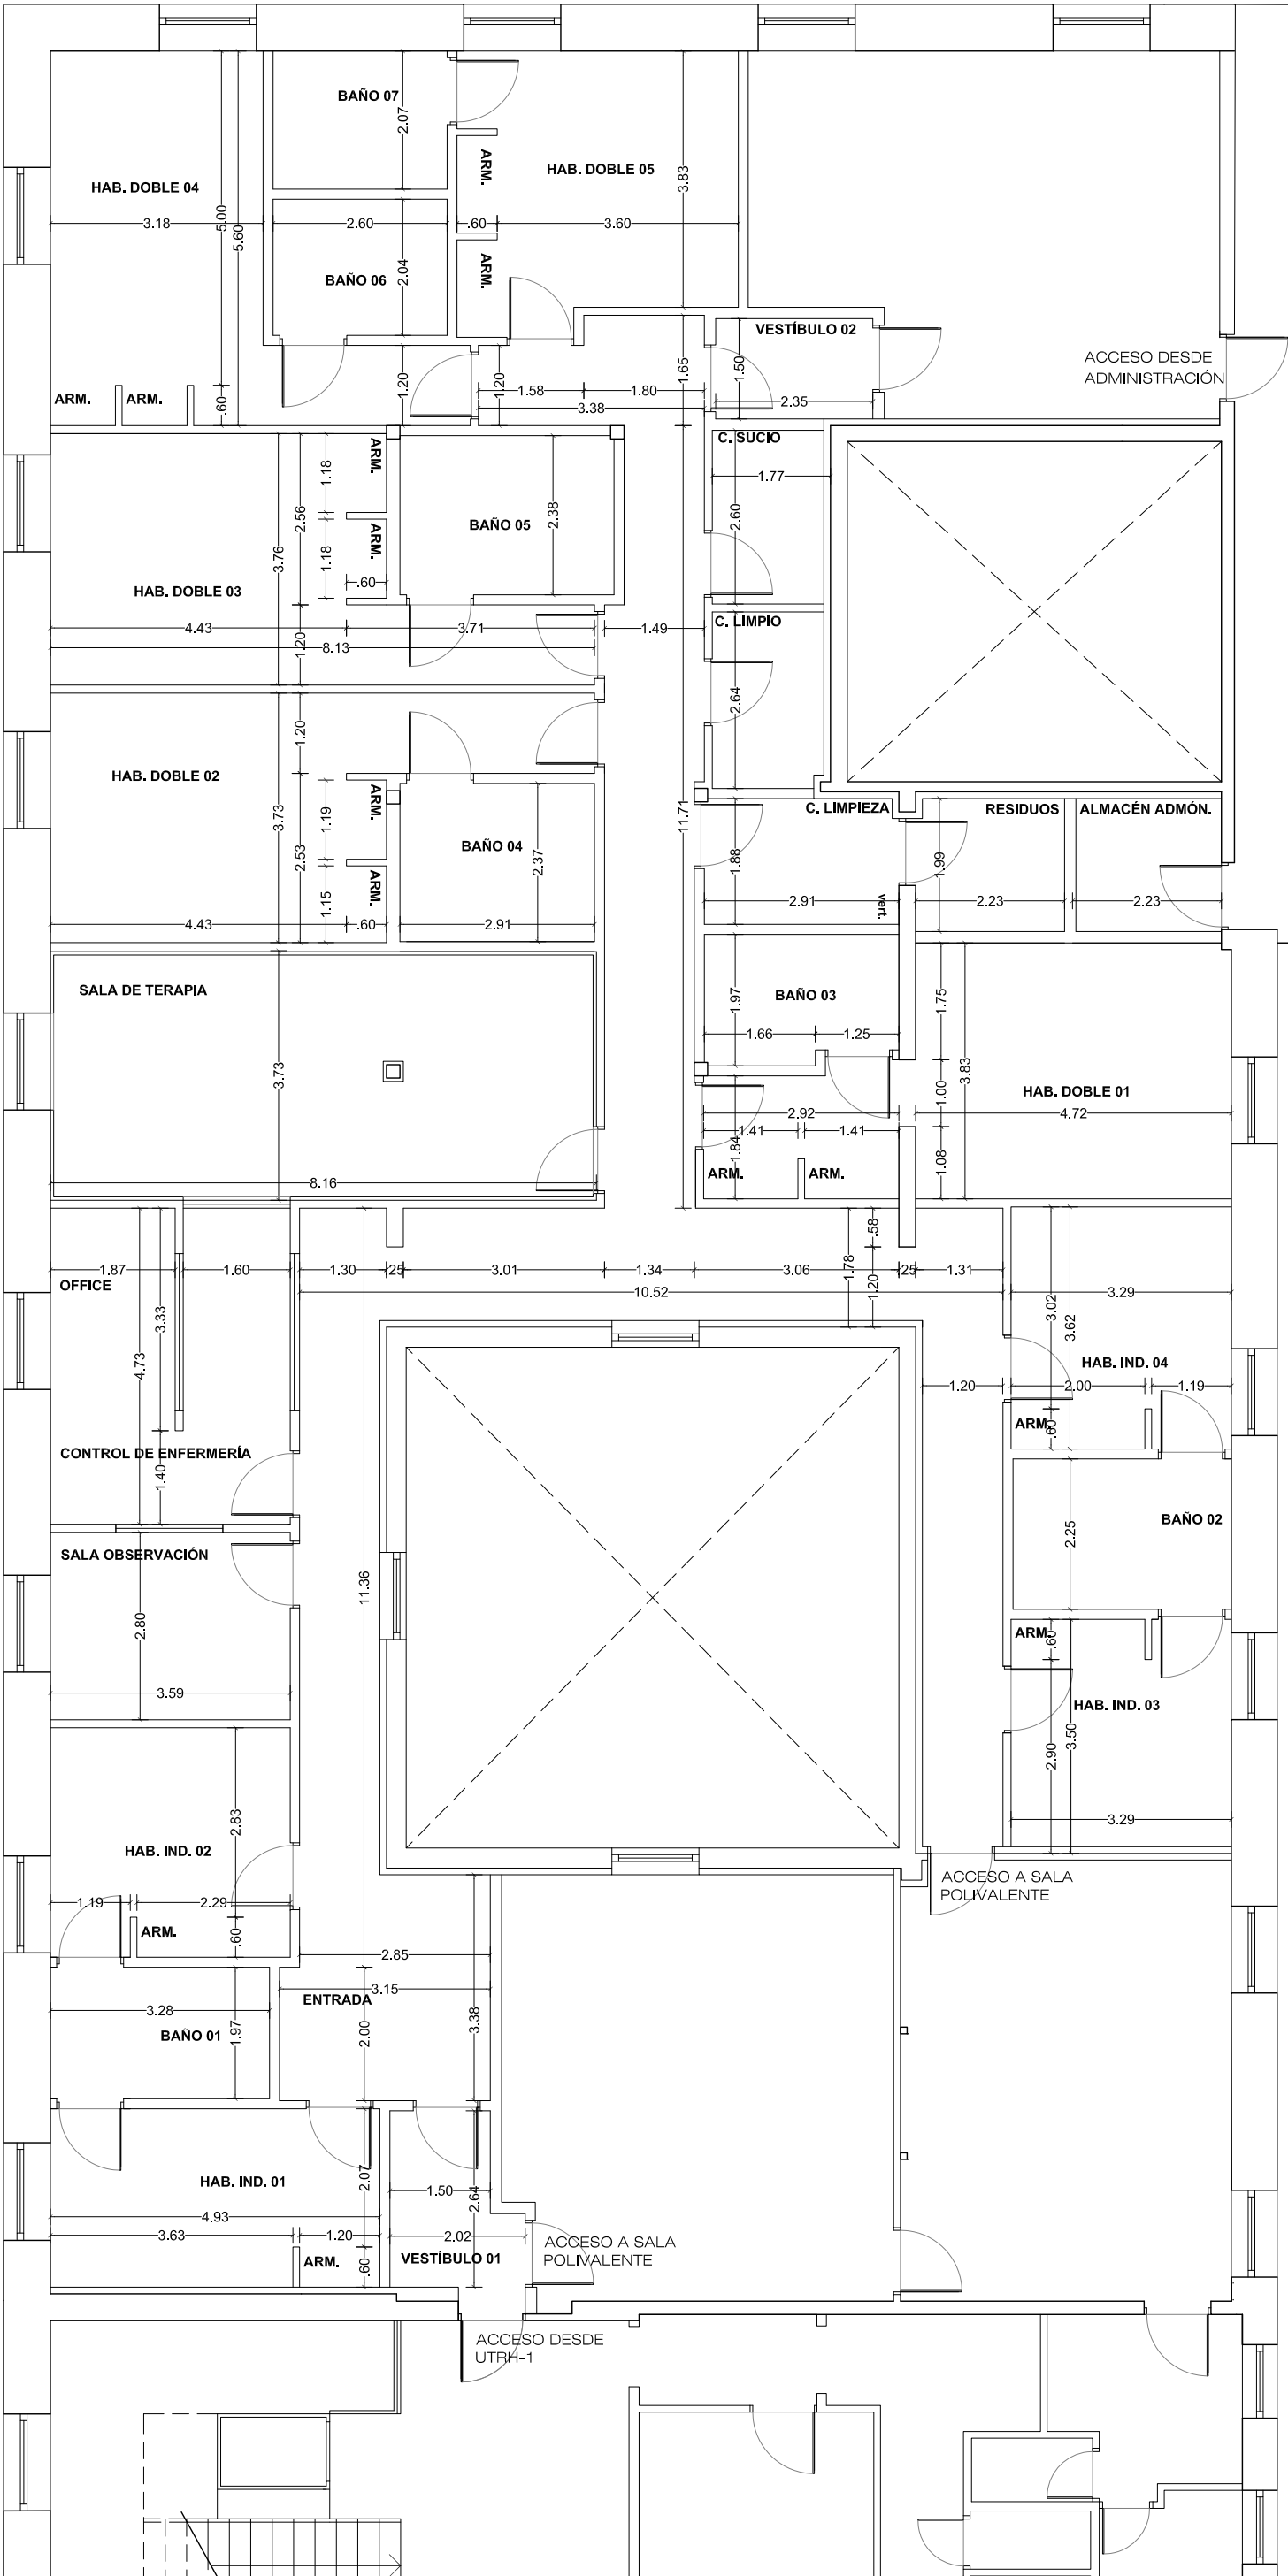 BAÑO 07
2.07
ARM.
HAB. DOBLE 05
3.83
HAB. DOBLE 04
3.18
5.00
5.60
2.60
.60
3.60
2.04
BAÑO 06
ARM.
VESTÍBULO 02
ACCESO DESDE
ADMINISTRACIÓN
1.50
1.65
1.20
1.20
1.58
1.80
2.35
3.38
ARM.
ARM.
.60
C. SUCIO
1.77
2.60
ARM.
1.18
2.56
3.76
BAÑO 05
2.38
ARM.
1.18
.60
HAB. DOBLE 03
C. LIMPIO
4.43
3.71
1.49
8.13
1.20
2.64
1.20
HAB. DOBLE 02
3.73
2.53
1.19
ARM.
11.71
C. LIMPIEZA
RESIDUOS
ALMACÉN ADMÓN.
BAÑO 04
2.37
1.88
1.99
1.15
ARM.
vert.
4.43
.60
2.91
2.91
2.23
2.23
SALA DE TERAPIA
BAÑO 03
1.97
1.75
1.66
1.25
3.73
3.83
1.00
HAB. DOBLE 01
2.92
4.72
1.41
1.41
1.84
1.08
ARM.
ARM.
8.16
.58
1.78
1.87
1.60
1.30
25
3.01
1.34
3.06
25
1.31
OFFICE
10.52
1.20
3.29
3.33
3.02
3.62
4.73
HAB. IND. 04
1.20
2.00
1.19
ARM.
.60
CONTROL DE ENFERMERÍA
1.40
BAÑO 02
2.25
SALA OBSERVACIÓN
11.36
2.80
ARM.
.60
3.59
HAB. IND. 03
2.90
3.50
2.83
3.29
HAB. IND. 02
ACCESO A SALA
POLIVALENTE
1.19
2.29
ARM.
.60
2.85
3.15
ENTRADA
3.28
BAÑO 01
1.97
2.00
3.38
HAB. IND. 01
2.07
1.50
2.64
4.93
3.63
1.20
2.02
ACCESO A SALA
POLIVALENTE
ARM.
.60
VESTÍBULO 01
ACCESO DESDE
UTRH-1